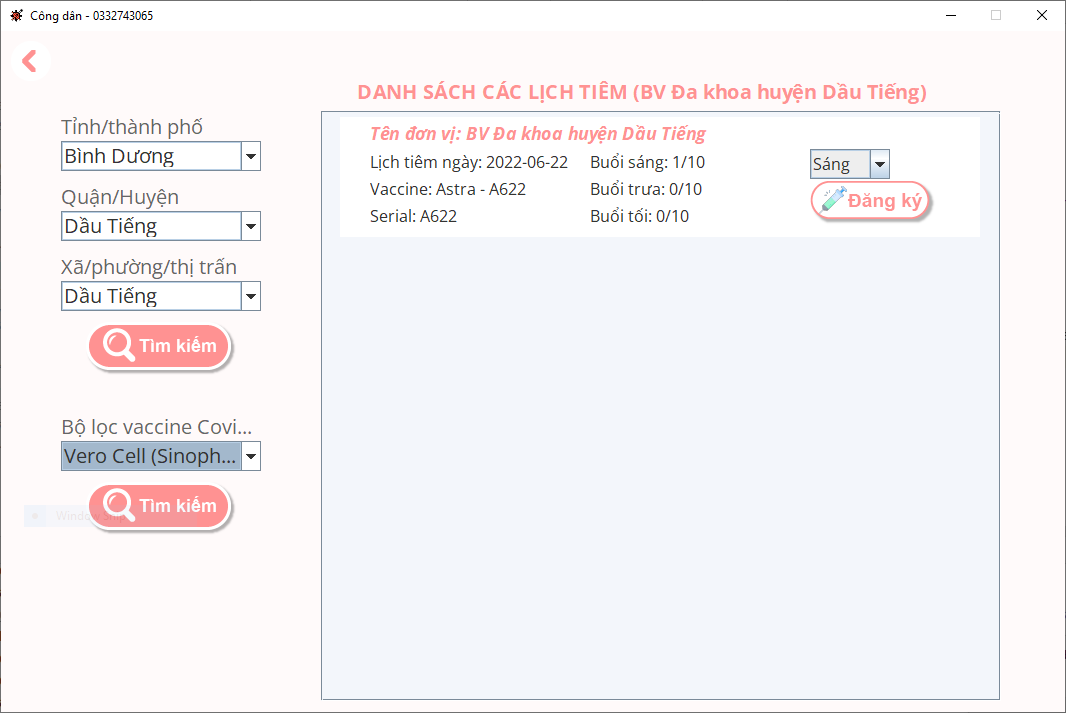 Công dân - 0332743065
DANH SÁCH CÁC LỊCH TIÊM (BV Đa khoa huyện Dầu Tiếng)
Tỉnh/thành phố
Bình Dương
Quận/Huyện
Dầu Tiếng
Xã/phường/thị trấn
Dầu Tiếng
Tìm kiếm
Bộ lọc vaccine Covi...
Vero Cell (Sinoph...
Tìm kiếm
Tên đơn vị: BV Đa khoa huyện Dầu Tiếng
Lịch tiêm ngày: 2022-06-22 Buổi sáng: 1/10 Sáng
Vaccine: Astra - A622 Buổi trưa: 0/10 Đăng ký
Serial: A622 Buổi tối: 0/10